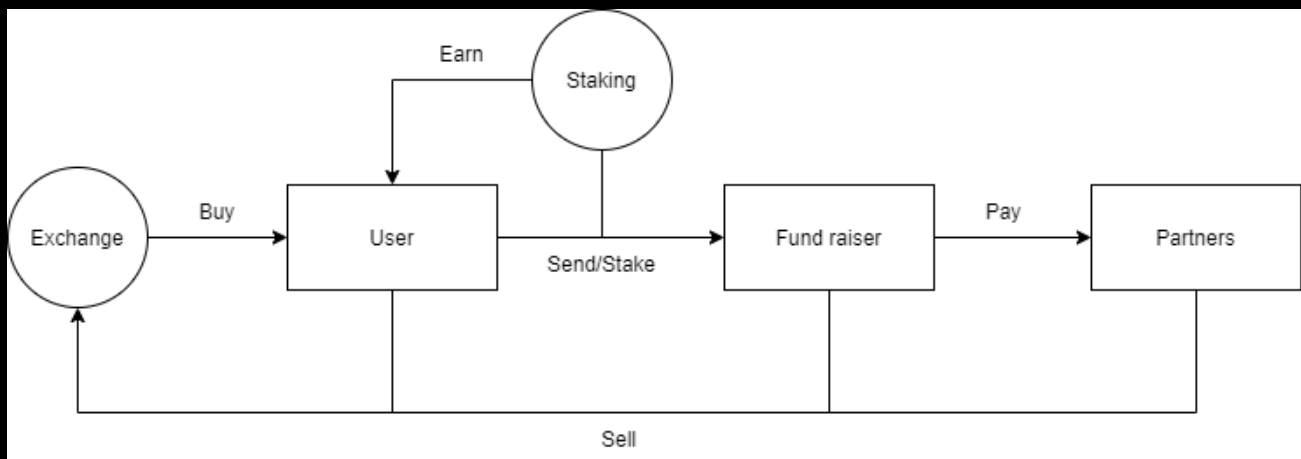 Earn
Staking
Exchange
Buy
User
Send/Stake
Fund raiser
Pay
Partners
Sell